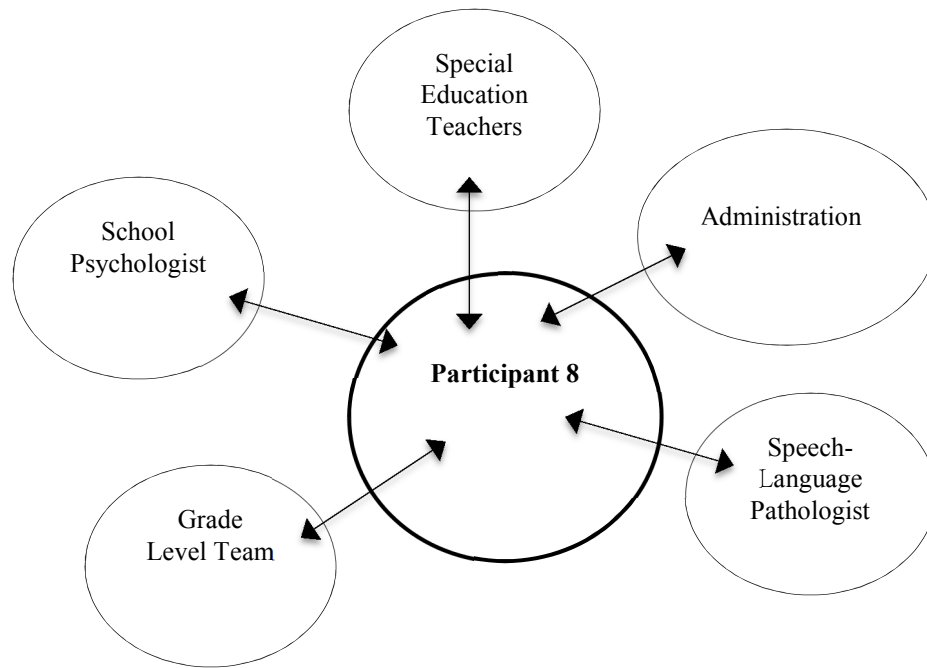 Special
Education
Teachers
Administration
School
Psychologist
Participant 8
Speech-
Language
Pathologist
Grade
Level Team